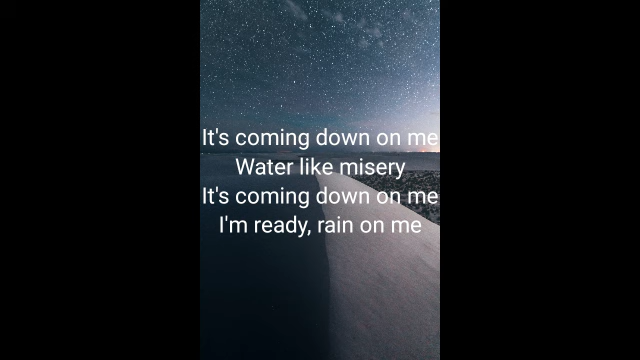 It's coming down on me
Water like misery
It's coming down on me
I'm ready, rain on me